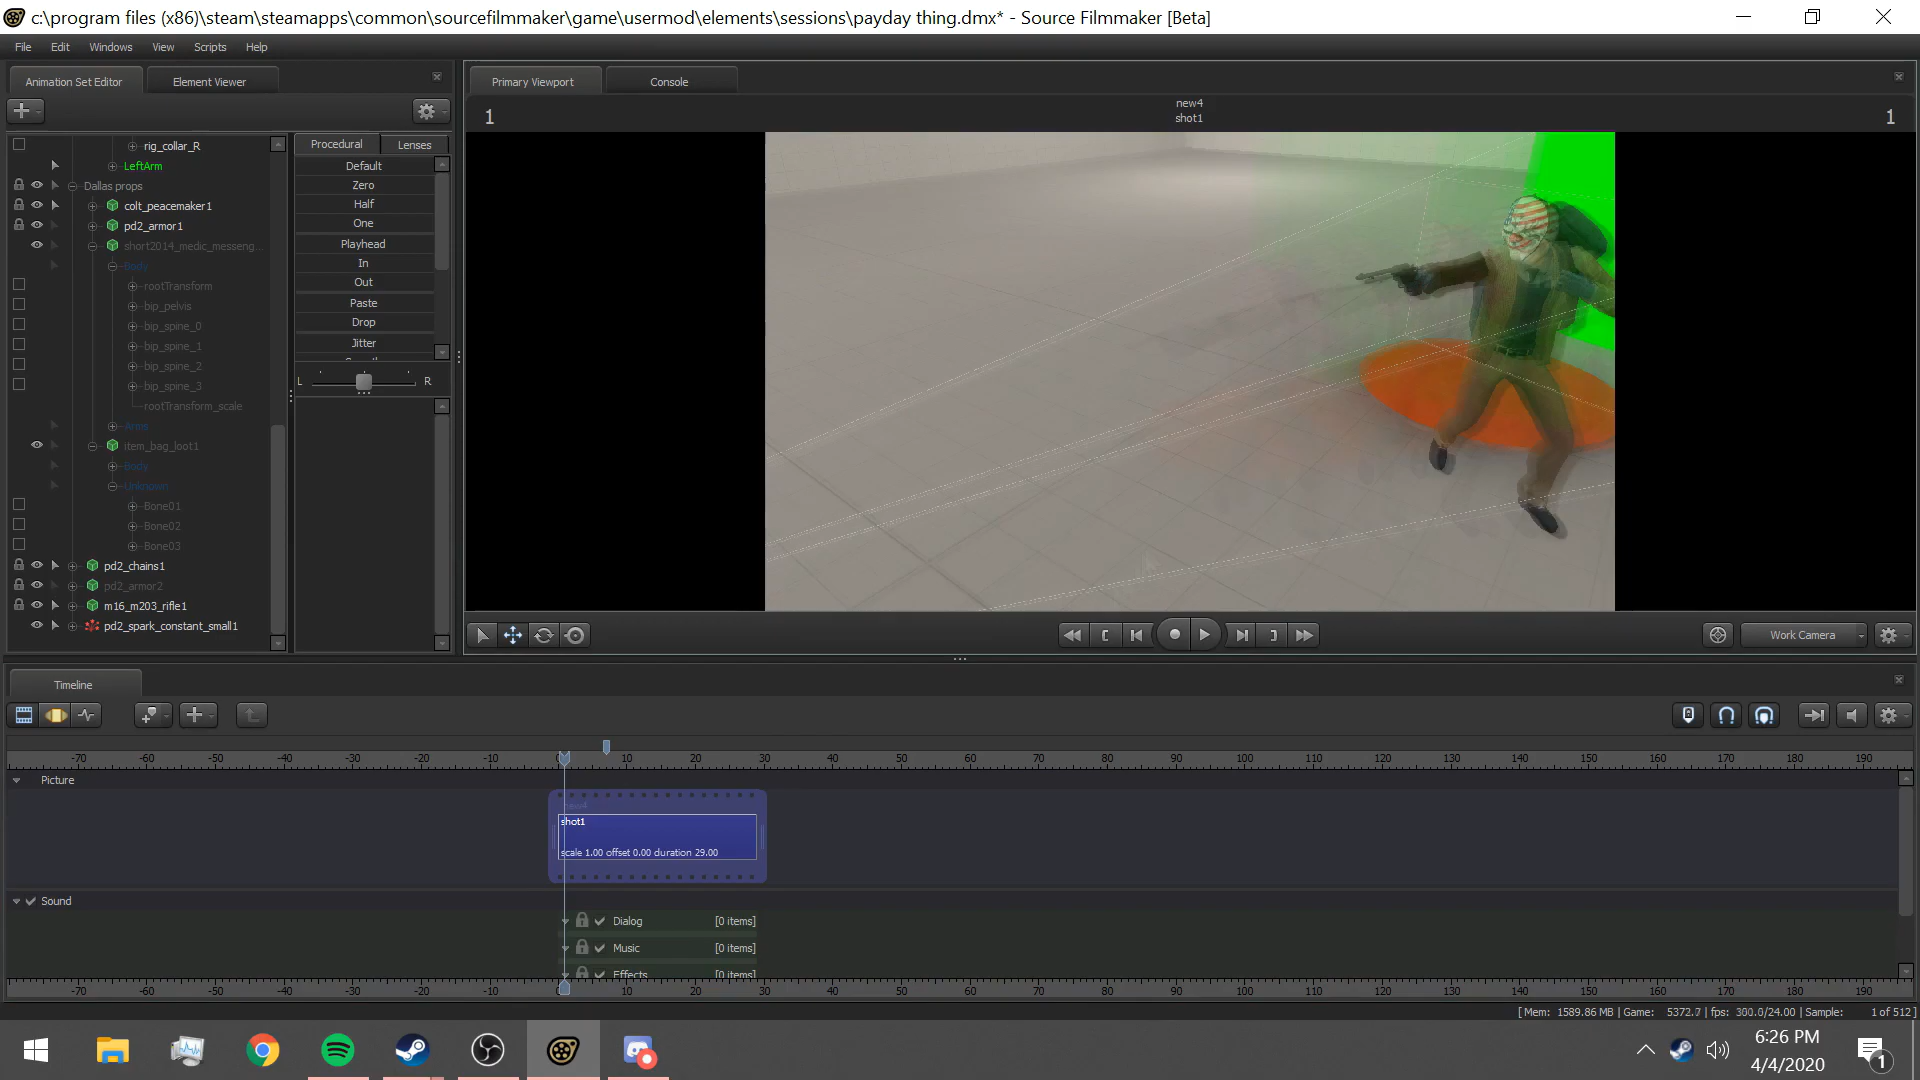 c:\program files (x86)\steam\steamapps\common\sourcefilmmaker\game\usermod\elements\sessions\payday thing.dmx* - Source Filmmaker [Beta]
File Edit Windows View Scripts Help
Animation Set Editor Element Viewer
Primary Viewport Console
1 new4 1
shot1
Procedural Lenses
rig_collar_R
LeftArm
Dallas props
colt_peacemaker1
pd2_armor1
short2014_medic_messeng...
Body
rootTransform
bip_pelvis
bip_spine_0
bip_spine_1
bip_spine_2
bip_spine_3
rootTransform_scale
Arms
item_bag_loot1
Body
Unknown
Bone01
Bone02
Bone03
pd2_chains1
pd2_armor2
m16_m203_rifle1
pd2_spark_constant_small1
Default
Zero
Half
One
Playhead
In
Out
Paste
Drop
Jitter
L R
Work Camera
Timeline
-70 -60 -50 -40 -30 -20 -10 0 10 20 30 40 50 60 70 80 90 100 110 120 130 140 150 160 170 180 190
Picture
new4
shot1
scale 1.00 offset 0.00 duration 29.00
Sound
Dialog [0 items]
Music [0 items]
Effects [0 items]
-70 -60 -50 -40 -30 -20 -10 0 10 20 30 40 50 60 70 80 90 100 110 120 130 140 150 160 170 180 190
[ Mem: 1589.86 MB | Game: 5372.7 | fps: 300.0/24.00 | Sample: 1 of 512 ]
6:26 PM
4/4/2020
1